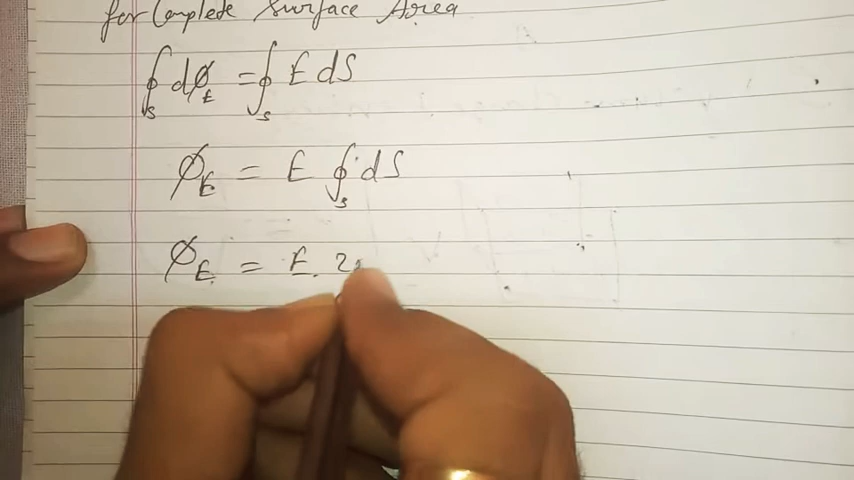 for Complete Surface Area
∮s dϕE = ∮s E dS
ϕE = E ∮s dS
ϕE = E. 2